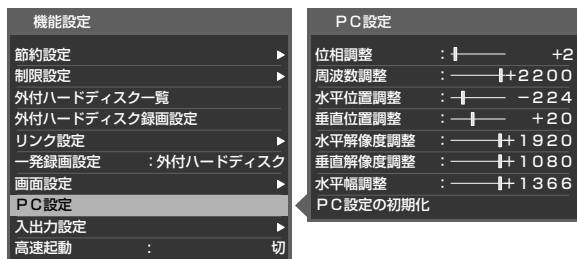 機能設定
節約設定
制限設定
外付ハードディスク一覧
外付ハードディスク録画設定
リンク設定
一発録画設定 :外付ハードディスク
画面設定
PC設定
入出力設定
高速起動 : 切
PC設定
位相調整 : +2
周波数調整 : +2200
水平位置調整 : −224
垂直位置調整 : +20
水平解像度調整 : +1920
垂直解像度調整 : +1080
水平幅調整 : +1366
PC設定の初期化